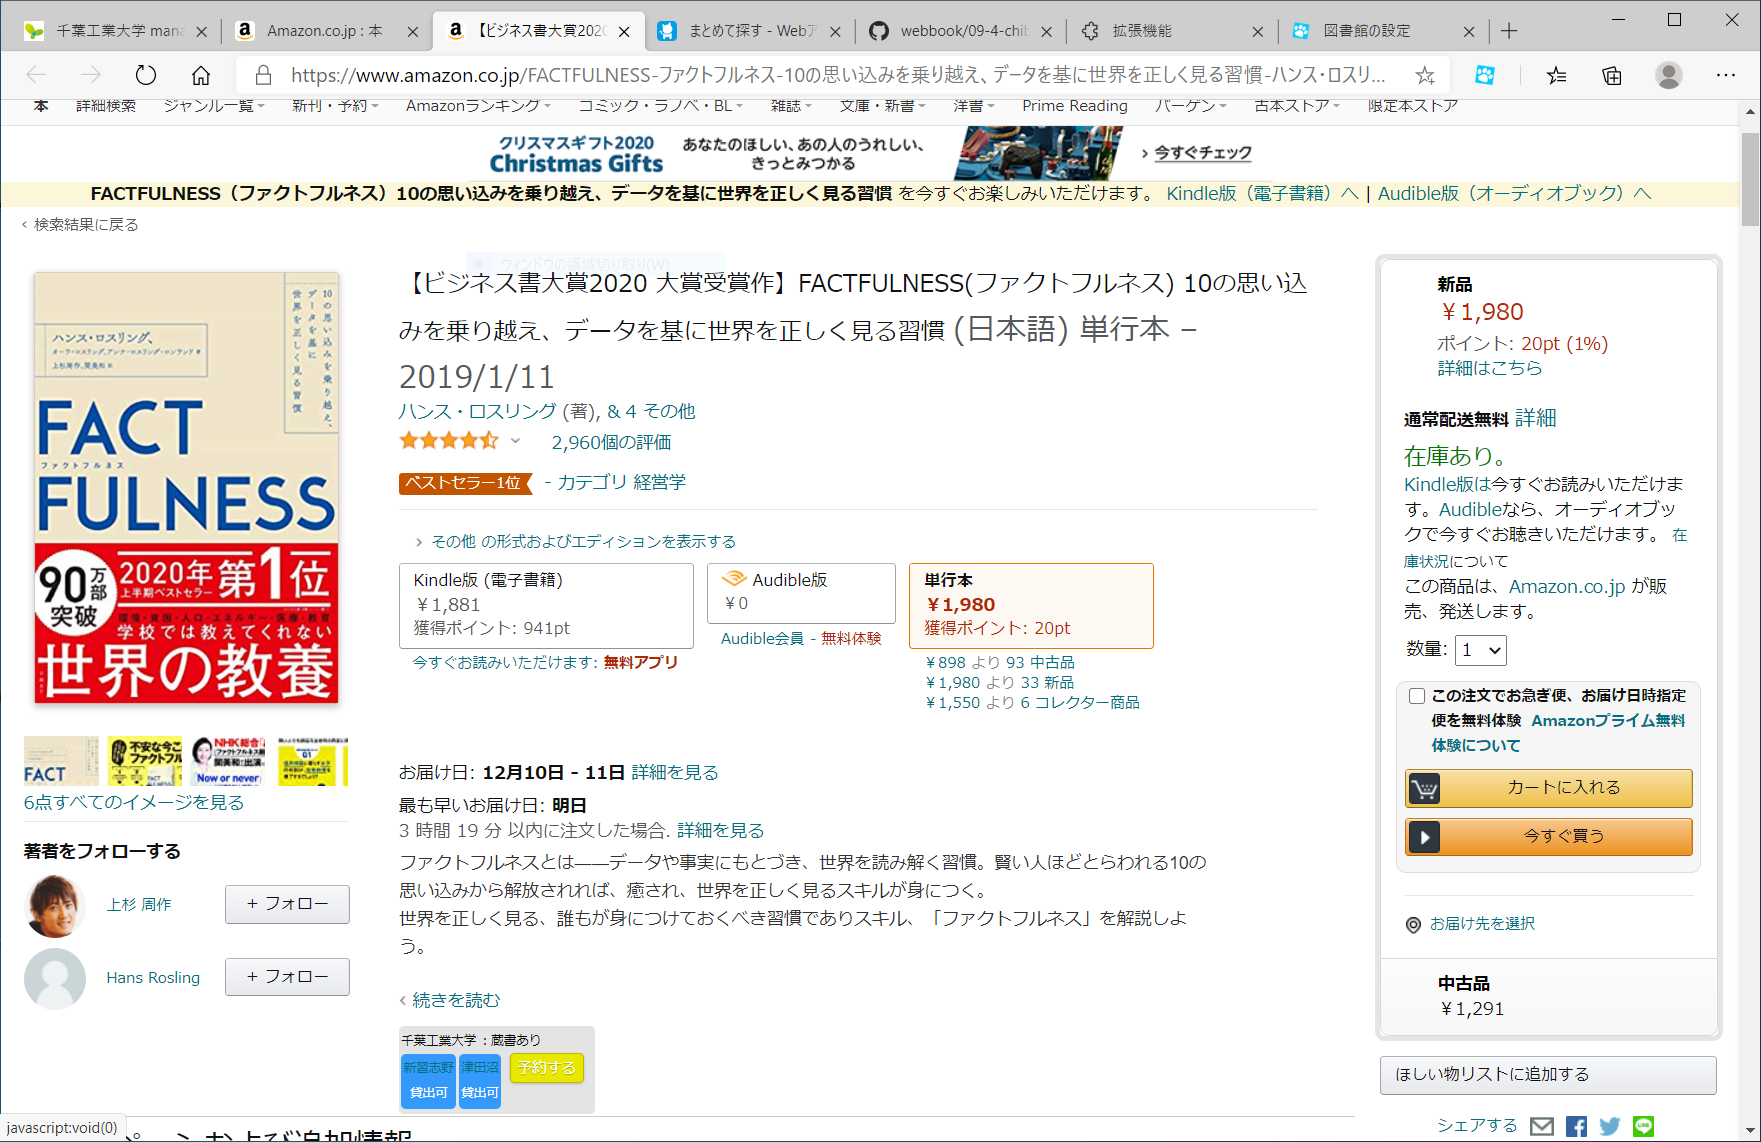 千葉工業大学 mana
Amazon.co.jp : 本
【ビジネス書大賞2020
まとめて探す - Webア
webbook/09-4-chib
拡張機能
図書館の設定
https://www.amazon.co.jp/FACTFULNESS-ファクトフルネス-10の思い込みを乗り越え、データを基に世界を正しく見る習慣-ハンス・ロスリ...
本 詳細検索 ジャンル一覧 新刊・予約 Amazonランキング コミック・ラノベ・BL 雑誌 文庫・新書 洋書 Prime Reading バーゲン 古本ストア 限定本ストア
クリスマスギフト2020
Christmas Gifts
あなたのほしい、あの人のうれしい、
きっとみつかる
› 今すぐチェック
FACTFULNESS（ファクトフルネス）10の思い込みを乗り越え、データを基に世界を正しく見る習慣 を今すぐお楽しみいただけます。 Kindle版（電子書籍）へ | Audible版（オーディオブック）へ
‹ 検索結果に戻る
ウィンドウの領域切り取り(W)
10の思い込みを乗り越え、
データを基に
世界を正しく見る習慣
ハンス・ロスリング、
オーラ・ロスリング、アンナ・ロスリング・ロンランド 著
上杉周作、関美和 訳
FACT
ファクトフルネス
FULNESS
90万部
突破
2020年
上半期ベストセラー
第1位
環境・貧困・人口・エネルギー・医療・教育
学校では教えてくれない
世界の教養
FACT
不安な今こ
ファクトフル
NHK総合
関美和 出演
Now or never
6点すべてのイメージを見る
著者をフォローする
上杉 周作
+ フォロー
Hans Rosling
+ フォロー
【ビジネス書大賞2020 大賞受賞作】FACTFULNESS(ファクトフルネス) 10の思い込
みを乗り越え、データを基に世界を正しく見る習慣 (日本語) 単行本 –
2019/1/11
ハンス・ロスリング (著), & 4 その他
2,960個の評価
ベストセラー1位 - カテゴリ 経営学
› その他 の形式およびエディションを表示する
Kindle版 (電子書籍)
￥1,881
獲得ポイント: 941pt
今すぐお読みいただけます: 無料アプリ
Audible版
￥0
Audible会員 - 無料体験
単行本
￥1,980
獲得ポイント: 20pt
￥898 より 93 中古品
￥1,980 より 33 新品
￥1,550 より 6 コレクター商品
お届け日: 12月10日 - 11日 詳細を見る
最も早いお届け日: 明日
3 時間 19 分 以内に注文した場合. 詳細を見る
ファクトフルネスとは――データや事実にもとづき、世界を読み解く習慣。賢い人ほどとらわれる10の
思い込みから解放されれば、癒され、世界を正しく見るスキルが身につく。
世界を正しく見る、誰もが身につけておくべき習慣でありスキル、「ファクトフルネス」を解説しよ
う。
‹ 続きを読む
千葉工業大学 : 蔵書あり
新習志野
貸出可
津田沼
貸出可
予約する
新品
￥1,980
ポイント: 20pt (1%)
詳細はこちら
通常配送無料 詳細
在庫あり。
Kindle版は今すぐお読みいただけま
す。Audibleなら、オーディオブッ
クで今すぐお聴きいただけます。 在
庫状況について
この商品は、Amazon.co.jp が販
売、発送します。
数量: 1
この注文でお急ぎ便、お届け日時指定
便を無料体験 Amazonプライム無料
体験について
カートに入れる
今すぐ買う
お届け先を選択
中古品
￥1,291
ほしい物リストに追加する
シェアする
javascript:void(0)